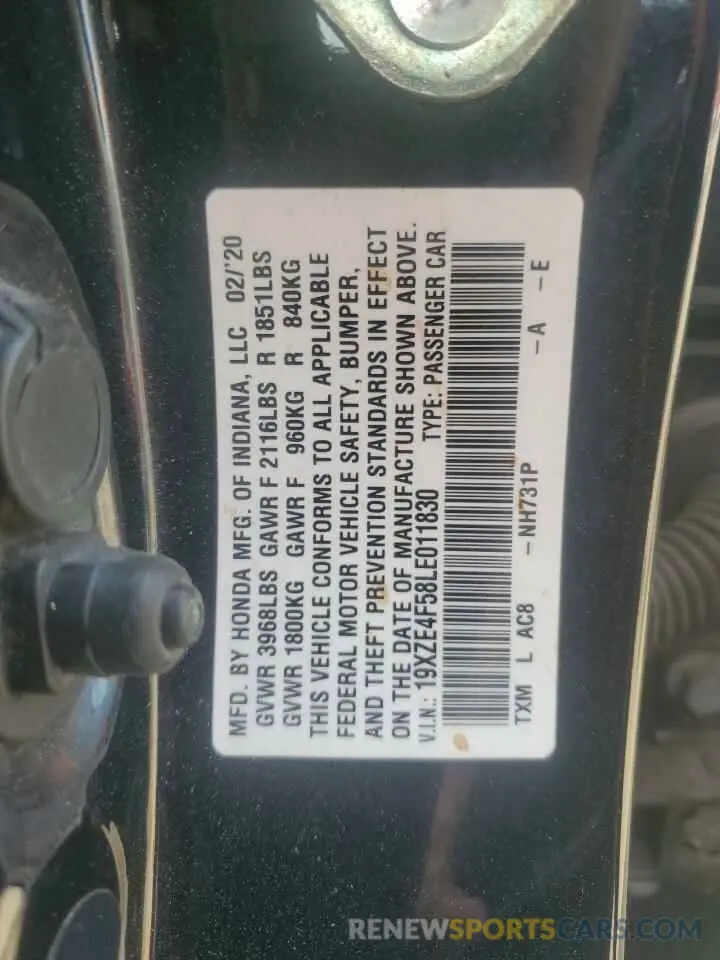 MFD. BY HONDA MFG. OF INDIANA, LLC 02/'20
GVWR 3968LBS GAWR F 2116LBS R 1851LBS
GVWR 1800KG GAWR F 960KG R 840KG
THIS VEHICLE CONFORMS TO ALL APPLICABLE
FEDERAL MOTOR VEHICLE SAFETY, BUMPER,
AND THEFT PREVENTION STANDARDS IN EFFECT
ON THE DATE OF MANUFACTURE SHOWN ABOVE.
V.I.N.: 19XZE4F58LE011830 TYPE: PASSENGER CAR
TXM L AC8 -NH731P -A -E
RENEWSPORTSCARS.COM